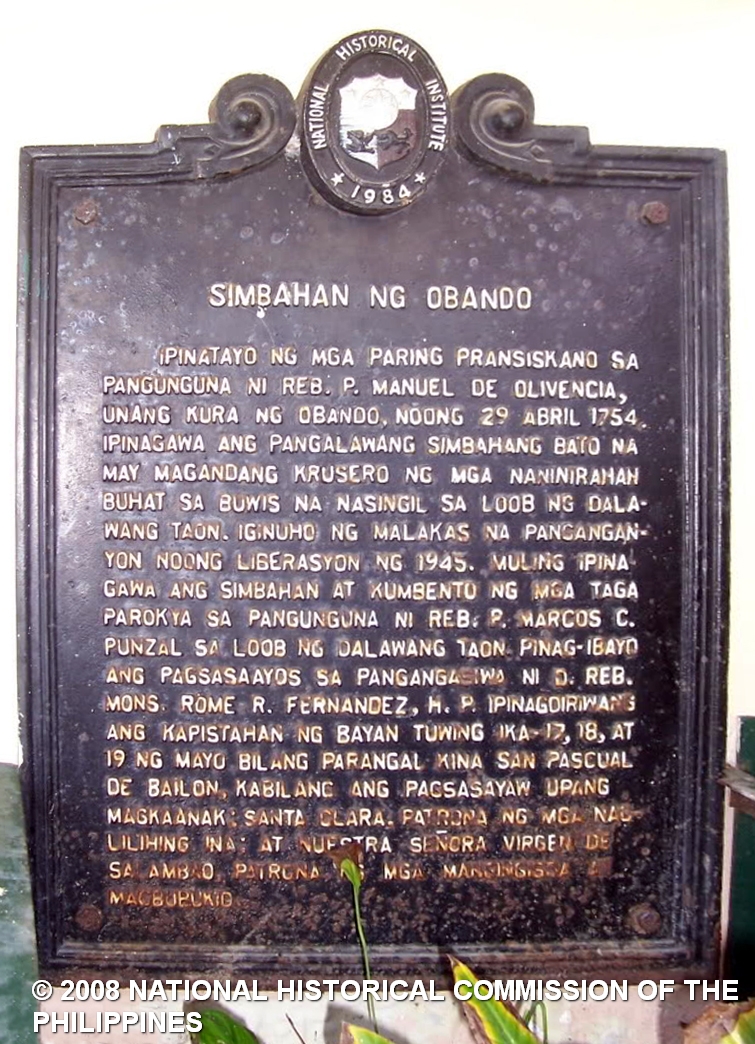 NATIONAL HISTORICAL INSTITUTE
★ 1984 ★
SIMBAHAN NG OBANDO
IPINATAYO NG MGA PARING PRANSISKANO SA
PANGUNGUNA NI REB. P. MANUEL DE OLIVENCIA,
UNANG KURA NG OBANDO, NOONG 29 ABRIL 1754.
IPINAGAWA ANG PANGALAWANG SIMBAHANG BATO NA
MAY MAGANDANG KRUSERO NG MGA NANINIRAHAN
BUHAT SA BUWIS NA NASINGIL SA LOOB NG DALA-
WANG TAON. IGINUHO NG MALAKAS NA PANGANGAN-
YON NOONG LIBERASYON NG 1945. MULING IPINA-
GAWA ANG SIMBAHAN AT KUMBENTO NG MGA TAGA
PAROKYA SA PANGUNGUNA NI REB. P. MARCOS C.
PUNZAL SA LOOB NG DALAWANG TAON. PINAG-IBAYO
ANG PAGSASAAYOS SA PANGANGASIWA NI O. REB.
MONS. ROME R. FERNANDEZ, H. P. IPINAGDIRIWANG
ANG KAPISTAHAN NG BAYAN TUWING IKA-17, 18, AT
19 NG MAYO BILANG PARANGAL KINA SAN PASCUAL
DE BAILON, KABILANG ANG PAGSASAYAW UPANG
MAGKAANAK; SANTA CLARA, PATRONA NG MGA NAG-
LILIHING INA; AT NUESTRA SEÑORA VIRGEN DE
SALAMBAO PATRONA NG MGA MANGINGISDA AT
MAGBUBUKID
© 2008 NATIONAL HISTORICAL COMMISSION OF THE
PHILIPPINES